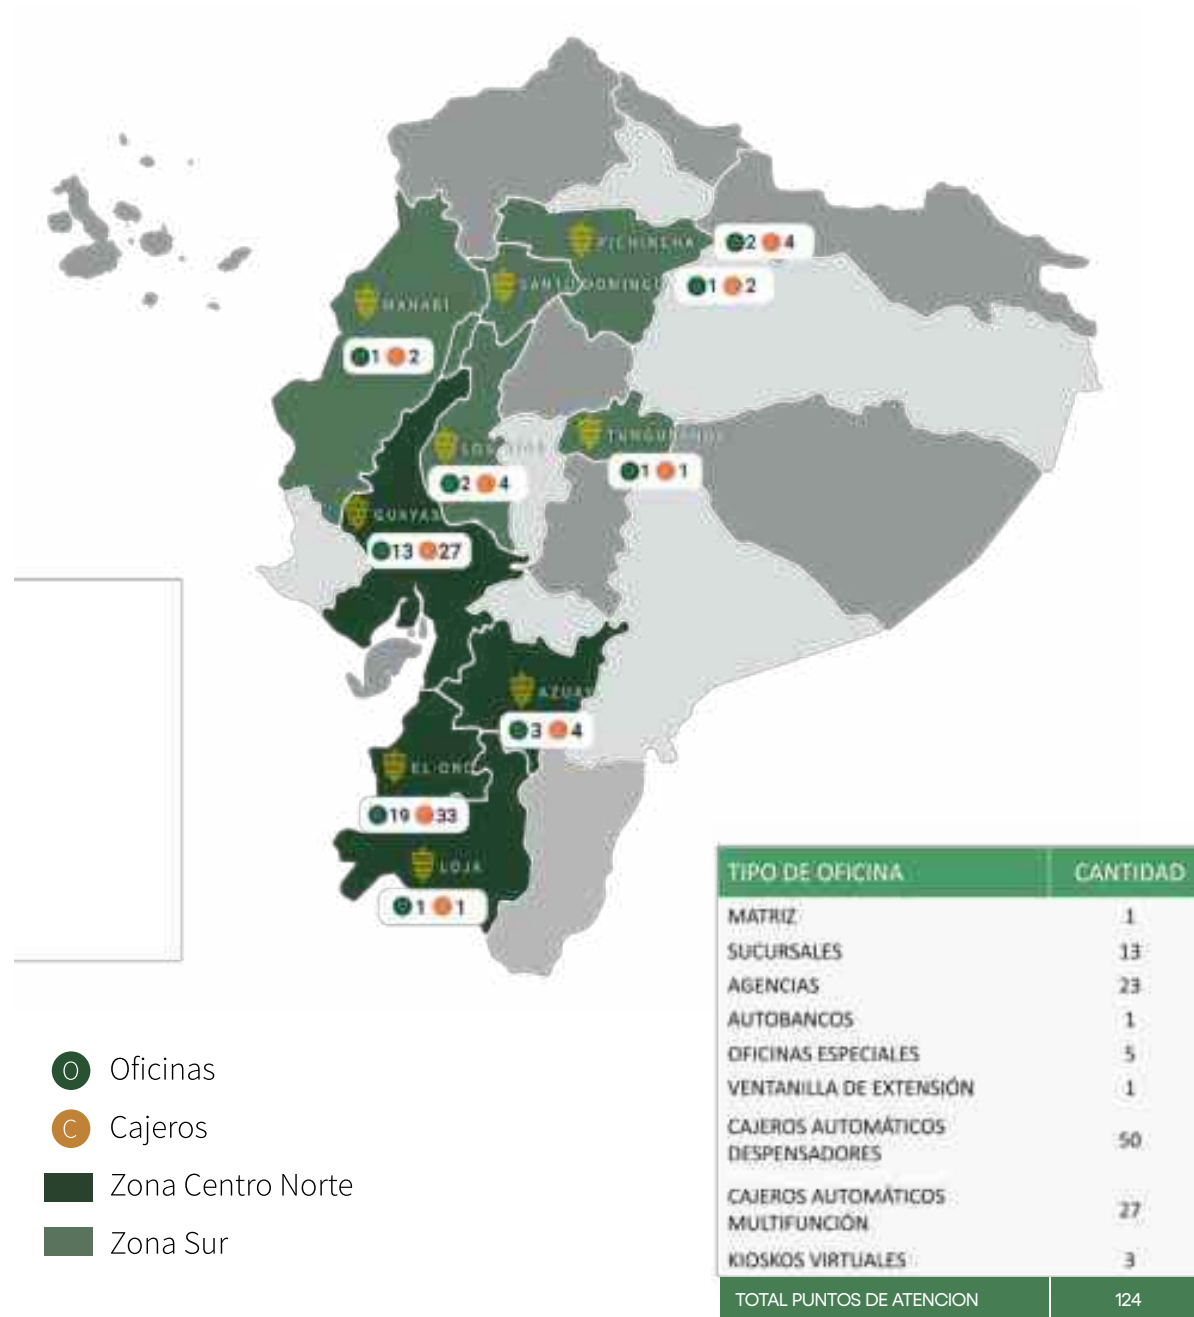 PICHINCHA
2 4
SANTO DOMINGO
1 2
MANABÍ
1 2
TUNGURAHUA
1 1
LOS RÍOS
2 4
GUAYAS
13 27
AZUAY
3 4
EL ORO
19 33
LOJA
1 1
TIPO DE OFICINA CANTIDAD
MATRIZ 1
SUCURSALES 13
AGENCIAS 23
AUTOBANCOS 1
OFICINAS ESPECIALES 5
VENTANILLA DE EXTENSIÓN 1
CAJEROS AUTOMÁTICOS
DESPENSADORES 50
CAJEROS AUTOMÁTICOS
MULTIFUNCIÓN 27
KIOSKOS VIRTUALES 3
TOTAL PUNTOS DE ATENCION 124
O Oficinas
C Cajeros
Zona Centro Norte
Zona Sur